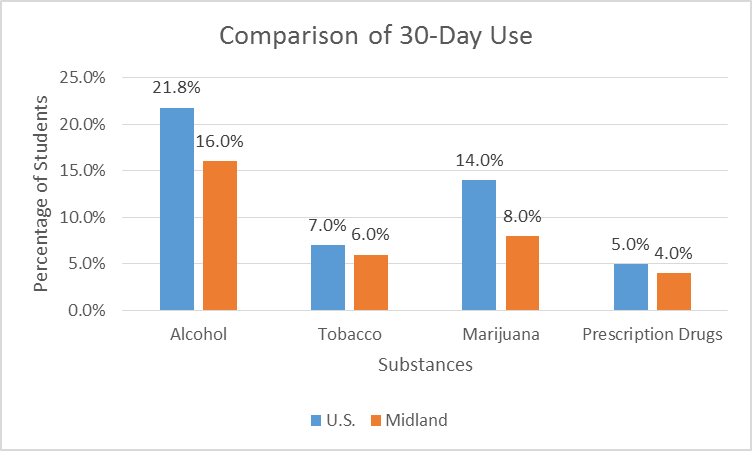 Comparison of 30-Day Use
Percentage of Students
25.0%
20.0%
15.0%
10.0%
5.0%
0.0%
21.8%
16.0%
7.0%
6.0%
14.0%
8.0%
5.0%
4.0%
Alcohol
Tobacco
Marijuana
Prescription Drugs
Substances
U.S.
Midland